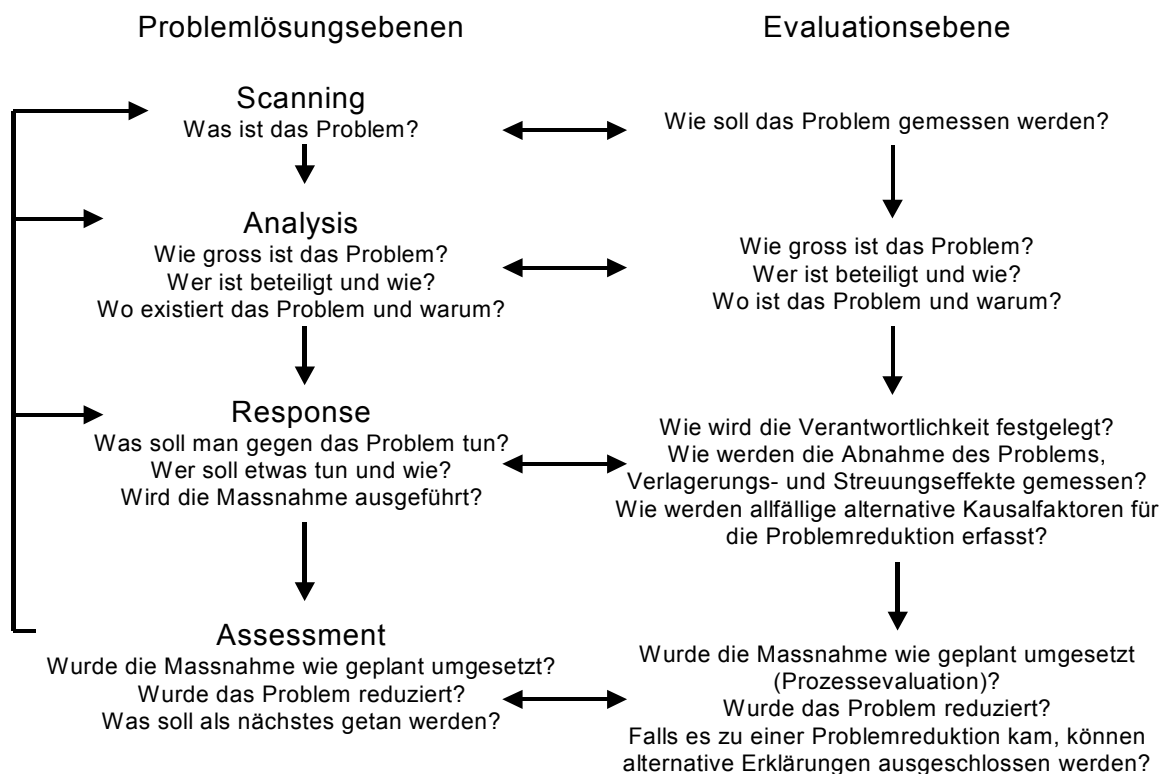 Problemlösungsebenen
Evaluationsebene
Scanning
Was ist das Problem?
Wie soll das Problem gemessen werden?
Analysis
Wie gross ist das Problem?
Wer ist beteiligt und wie?
Wo existiert das Problem und warum?
Wie gross ist das Problem?
Wer ist beteiligt und wie?
Wo ist das Problem und warum?
Response
Was soll man gegen das Problem tun?
Wer soll etwas tun und wie?
Wird die Massnahme ausgeführt?
Wie wird die Verantwortlichkeit festgelegt?
Wie werden die Abnahme des Problems,
Verlagerungs- und Streuungseffekte gemessen?
Wie werden allfällige alternative Kausalfaktoren für
die Problemreduktion erfasst?
Assessment
Wurde die Massnahme wie geplant umgesetzt?
Wurde das Problem reduziert?
Was soll als nächstes getan werden?
Wurde die Massnahme wie geplant umgesetzt
(Prozessevaluation)?
Wurde das Problem reduziert?
Falls es zu einer Problemreduktion kam, können
alternative Erklärungen ausgeschlossen werden?